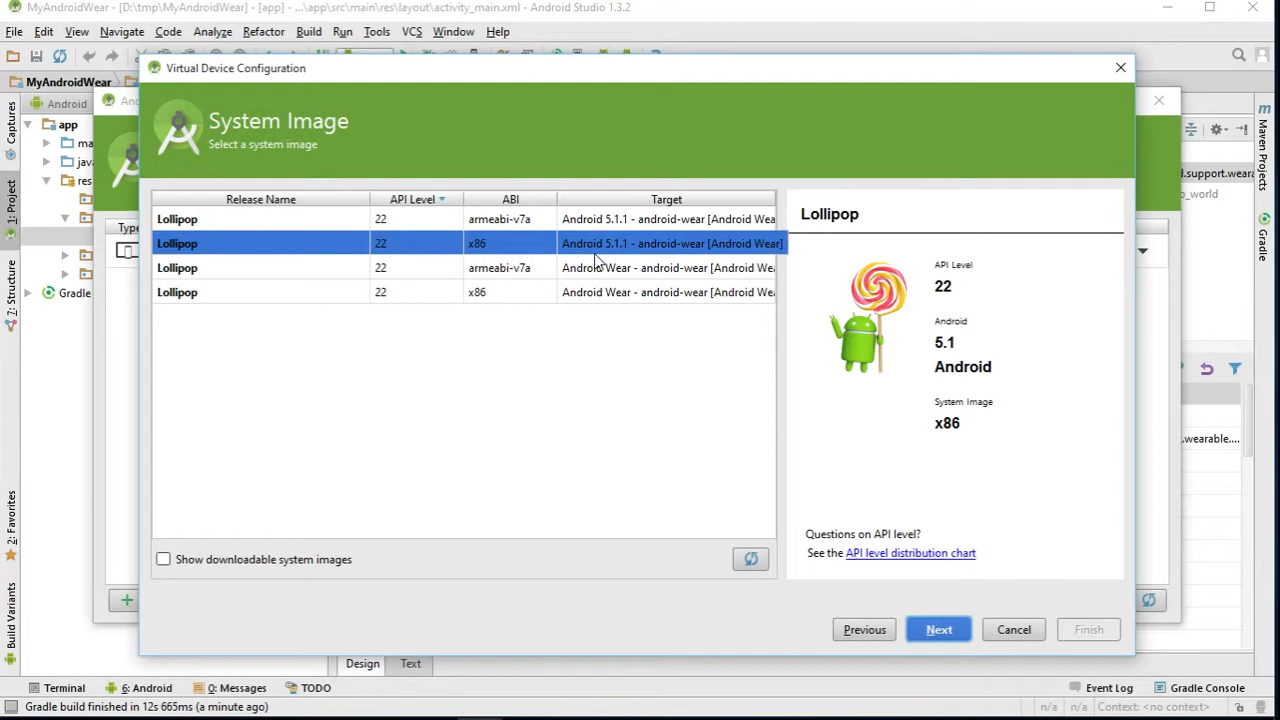 MyAndroidWear - [D:\tmp\MyAndroidWear] - [app] - ...\app\src\main\res\layout\activity_main.xml - Android Studio 1.3.2
File Edit View Navigate Code Analyze Refactor Build Run Tools VCS Window Help
Virtual Device Configuration
MyAndroidWear
Android
System Image
Select a system image
app
java
res
d.support.wear
Type
Release Name API Level ABI Target
Lollipop 22 armeabi-v7a Android 5.1.1 - android-wear [Android Wea
Lollipop 22 x86 Android 5.1.1 - android-wear [Android Wear]
Lollipop 22 armeabi-v7a Android Wear - android-wear [Android Wea
Lollipop 22 x86 Android Wear - android-wear [Android Wea
Gradle
Lollipop
API Level
22
Android
5.1
Android
System Image
x86
.wearable....
Questions on API level?
See the API level distribution chart
Show downloadable system images
Previous Next Cancel Finish
Captures
1: Project
7: Structure
2: Favorites
Build Variants
Maven Projects
Gradle
Design Text
Terminal 6: Android 0: Messages TODO Event Log Gradle Console
Gradle build finished in 12s 665ms (a minute ago) n/a n/a Context: <no context>